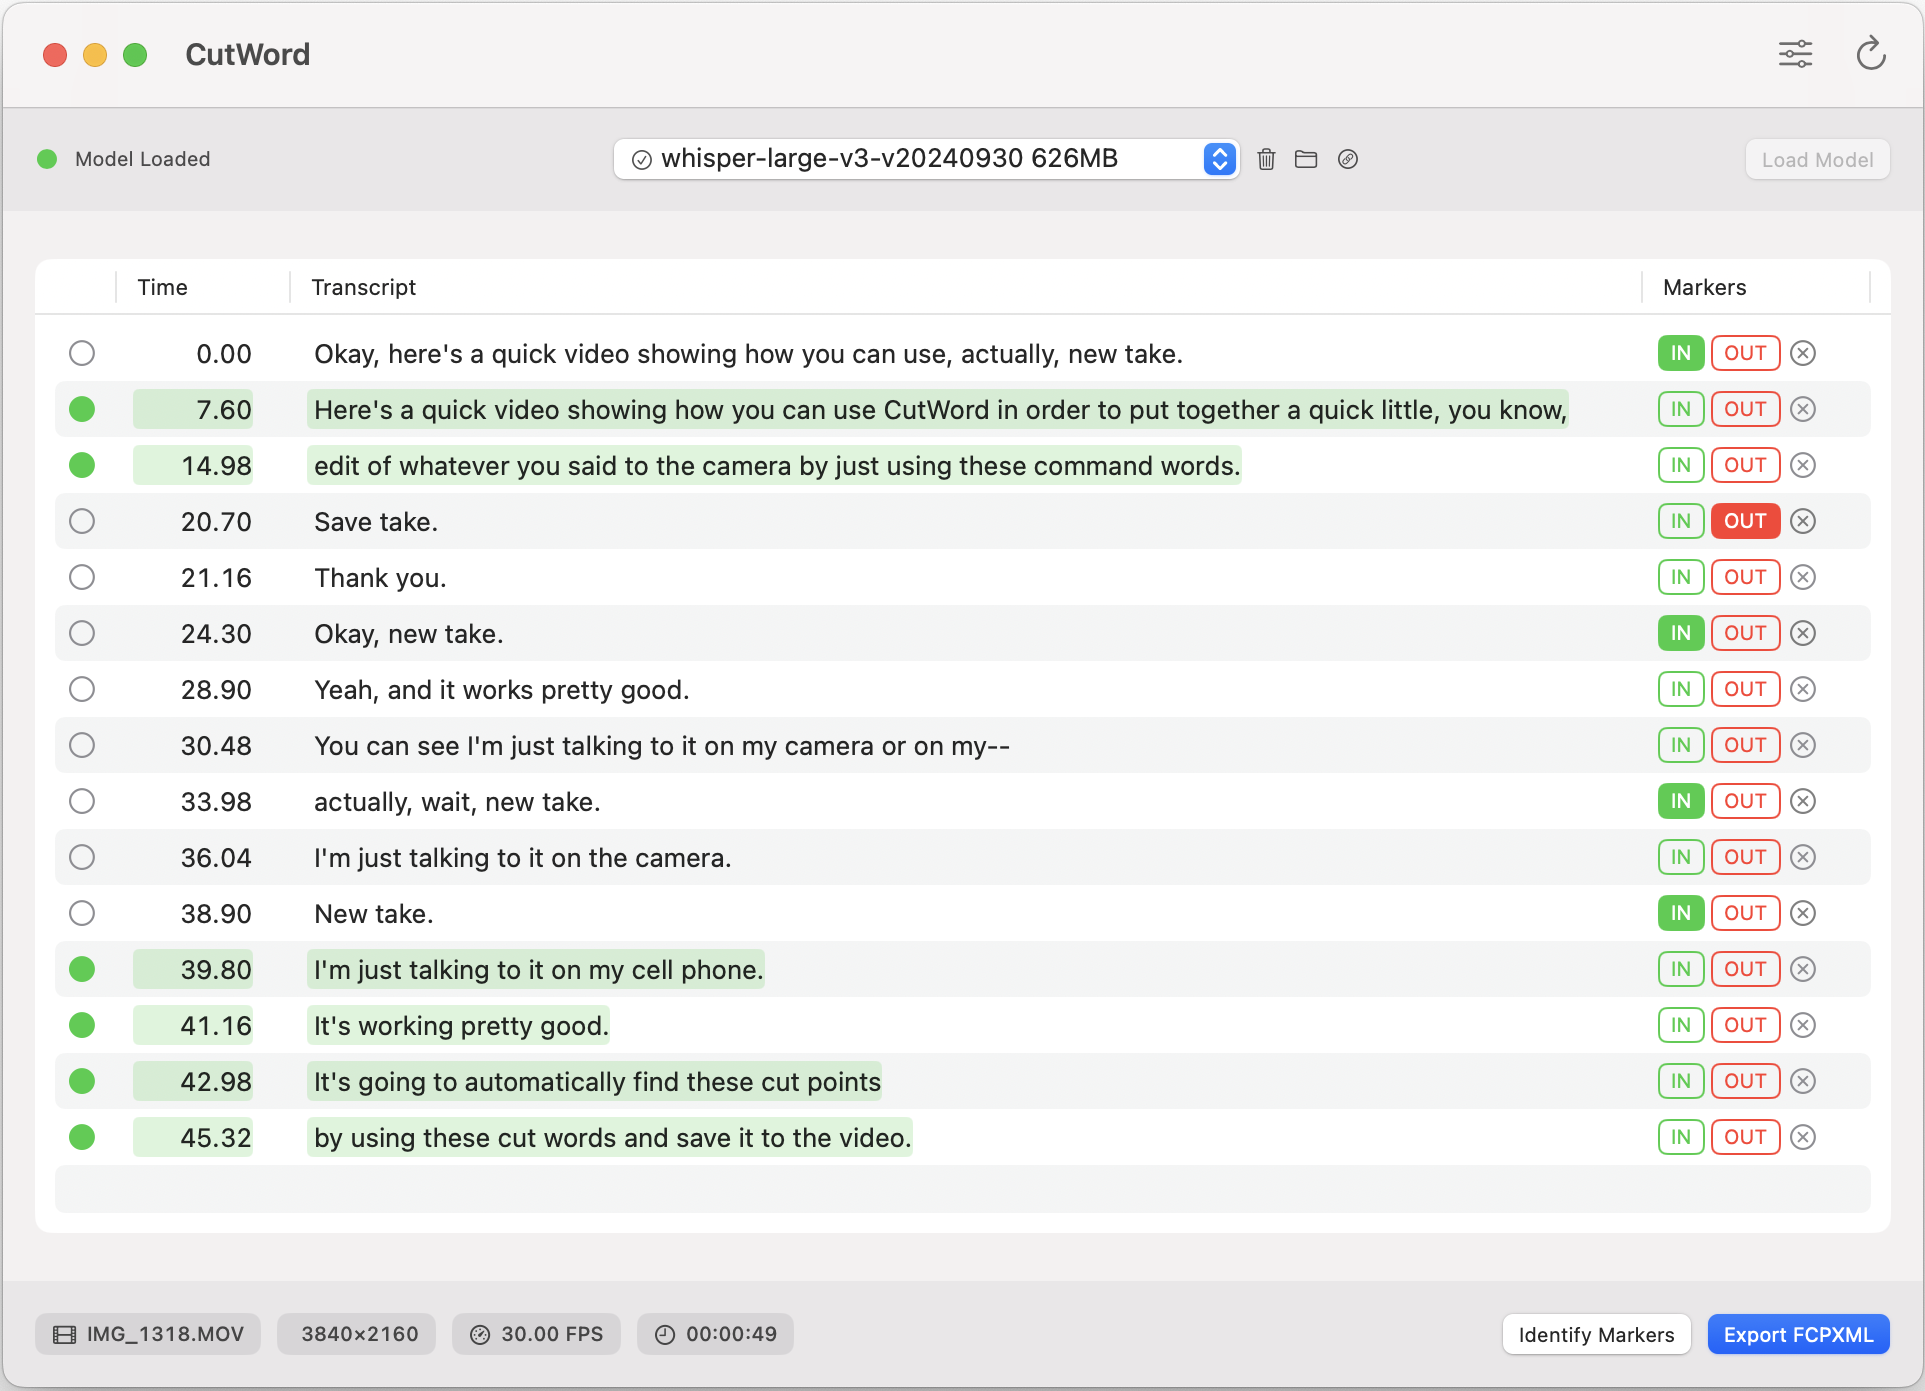 CutWord
Model Loaded
whisper-large-v3-v20240930 626MB
Load Model
Time Transcript Markers
0.00 Okay, here's a quick video showing how you can use, actually, new take. IN OUT
7.60 Here's a quick video showing how you can use CutWord in order to put together a quick little, you know, IN OUT
14.98 edit of whatever you said to the camera by just using these command words. IN OUT
20.70 Save take. IN OUT
21.16 Thank you. IN OUT
24.30 Okay, new take. IN OUT
28.90 Yeah, and it works pretty good. IN OUT
30.48 You can see I'm just talking to it on my camera or on my-- IN OUT
33.98 actually, wait, new take. IN OUT
36.04 I'm just talking to it on the camera. IN OUT
38.90 New take. IN OUT
39.80 I'm just talking to it on my cell phone. IN OUT
41.16 It's working pretty good. IN OUT
42.98 It's going to automatically find these cut points IN OUT
45.32 by using these cut words and save it to the video. IN OUT
IMG_1318.MOV 3840×2160 30.00 FPS 00:00:49 Identify Markers Export FCPXML